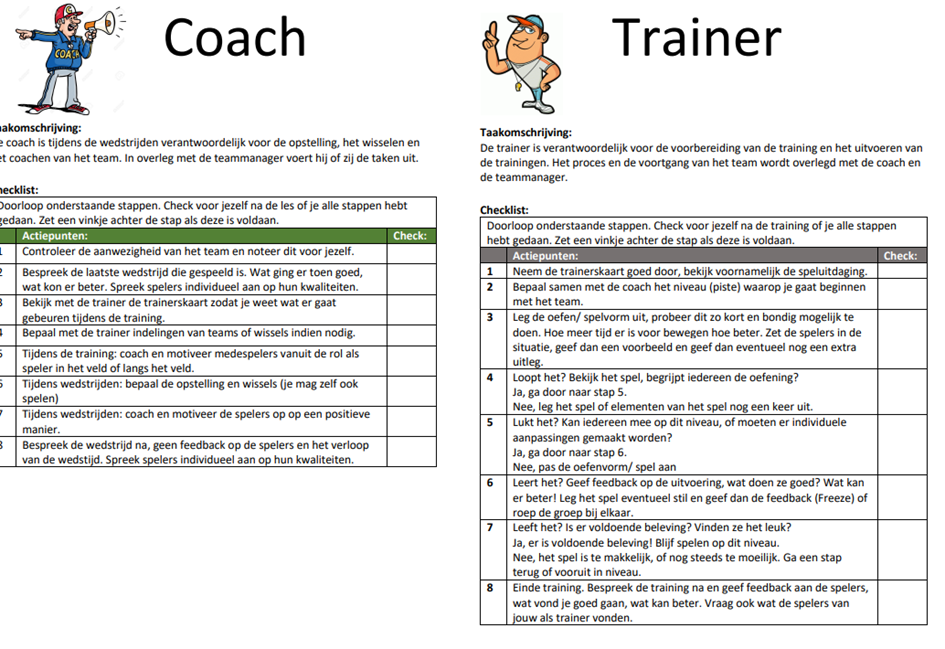 Coach
COACH
akomschrijving:
e coach is tijdens de wedstrijden verantwoordelijk voor de opstelling, het wisselen en
et coachen van het team. In overleg met de teammanager voert hij of zij de taken uit.
hecklist:
Doorloop onderstaande stappen. Check voor jezelf na de les of je alle stappen hebt
gedaan. Zet een vinkje achter de stap als deze is voldaan.
Actiepunten: Check:
1 Controleer de aanwezigheid van het team en noteer dit voor jezelf.
2 Bespreek de laatste wedstrijd die gespeeld is. Wat ging er toen goed,
wat kon er beter. Spreek spelers individueel aan op hun kwaliteiten.
3 Bekijk met de trainer de trainerskaart zodat je weet wat er gaat
gebeuren tijdens de training.
4 Bepaal met de trainer indelingen van teams of wissels indien nodig.
5 Tijdens de training: coach en motiveer medespelers vanuit de rol als
speler in het veld of langs het veld.
6 Tijdens wedstrijden: bepaal de opstelling en wissels (je mag zelf ook
spelen)
7 Tijdens wedstrijden: coach en motiveer de spelers op op een positieve
manier.
8 Bespreek de wedstrijd na, geen feedback op de spelers en het verloop
van de wedstijd. Spreek spelers individueel aan op hun kwaliteiten.
Trainer
Taakomschrijving:
De trainer is verantwoordelijk voor de voorbereiding van de training en het uitvoeren van
de trainingen. Het proces en de voortgang van het team wordt overlegd met de coach en
de teammanager.
Checklist:
Doorloop onderstaande stappen. Check voor jezelf na de training of je alle stappen
hebt gedaan. Zet een vinkje achter de stap als deze is voldaan.
Actiepunten: Check:
1 Neem de trainerskaart goed door, bekijk voornamelijk de speluitdaging.
2 Bepaal samen met de coach het niveau (piste) waarop je gaat beginnen
met het team.
3 Leg de oefen/ spelvorm uit, probeer dit zo kort en bondig mogelijk te
doen. Hoe meer tijd er is voor bewegen hoe beter. Zet de spelers in de
situatie, geef dan een voorbeeld en geef dan eventueel nog een extra
uitleg.
4 Loopt het? Bekijk het spel, begrijpt iedereen de oefening?
Ja, ga door naar stap 5.
Nee, leg het spel of elementen van het spel nog een keer uit.
5 Lukt het? Kan iedereen mee op dit niveau, of moeten er individuele
aanpassingen gemaakt worden?
Ja, ga door naar stap 6.
Nee, pas de oefenvorm/ spel aan
6 Leert het? Geef feedback op de uitvoering, wat doen ze goed? Wat kan
er beter! Leg het spel eventueel stil en geef dan de feedback (Freeze) of
roep de groep bij elkaar.
7 Leeft het? Is er voldoende beleving? Vinden ze het leuk?
Ja, er is voldoende beleving! Blijf spelen op dit niveau.
Nee, het spel is te makkelijk, of nog steeds te moeilijk. Ga een stap
terug of vooruit in niveau.
8 Einde training. Bespreek de training na en geef feedback aan de spelers,
wat vond je goed gaan, wat kan beter. Vraag ook wat de spelers van
jouw als trainer vonden.